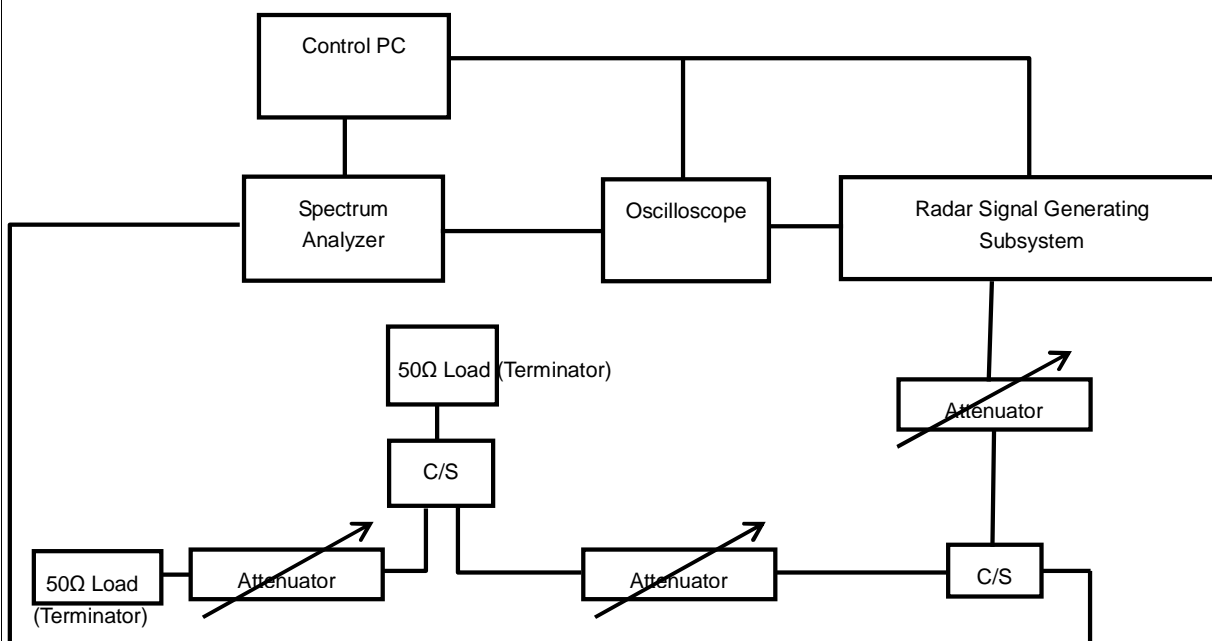 Control PC
Spectrum
Analyzer
Oscilloscope
Radar Signal Generating
Subsystem
50Ω Load (Terminator)
Attenuator
C/S
50Ω Load
(Terminator)
Attenuator
Attenuator
C/S